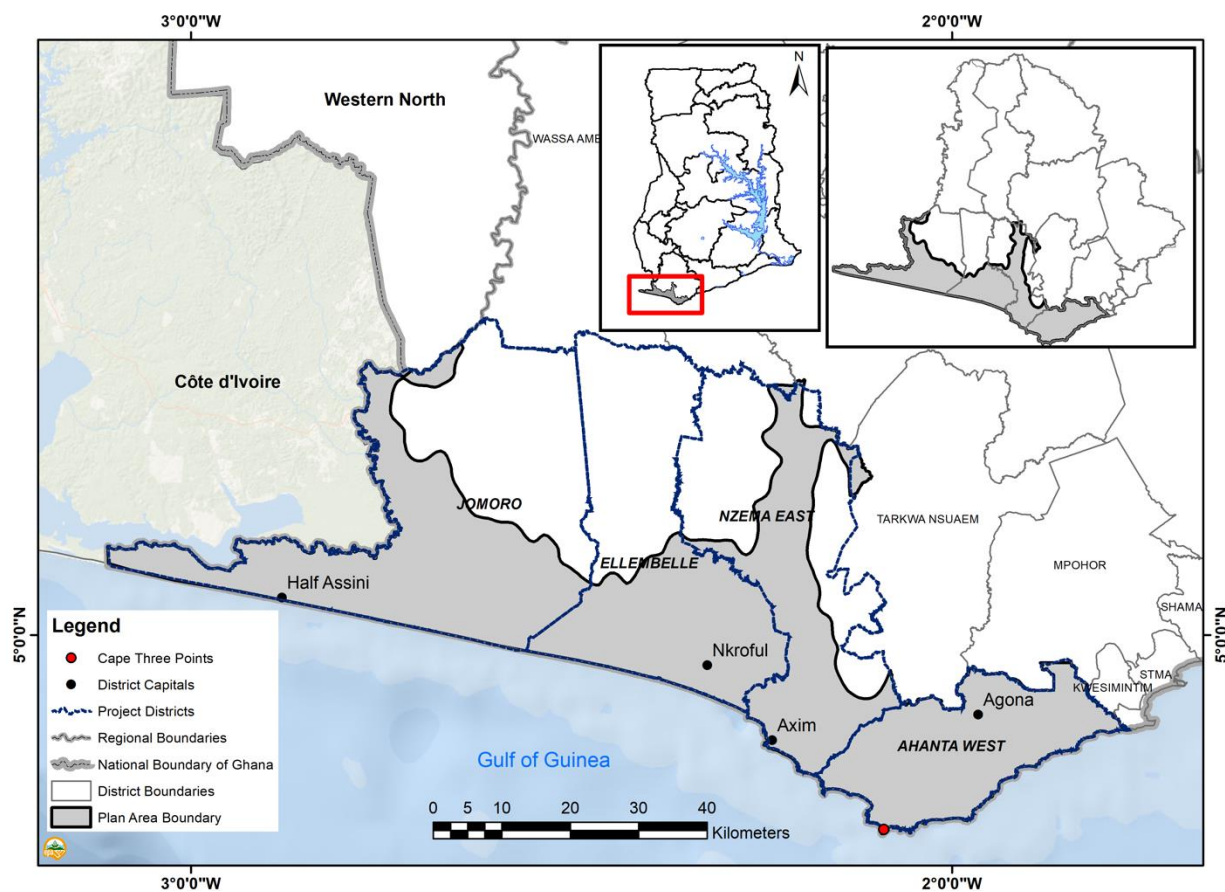 3°0'0"W
2°0'0"W
Western North
WASSA AME
N
Côte d'Ivoire
JOMORO
NZEMA EAST
TARKWA NSUAEM
ELLEMBELLE
MPOHOR
Half Assini
SHAMA
5°0'0"N
5°0'0"N
Legend
Cape Three Points
District Capitals
Project Districts
Regional Boundaries
National Boundary of Ghana
District Boundaries
Plan Area Boundary
Nkroful
STMA
KWESIMINTIM
Agona
Axim
AHANTA WEST
Gulf of Guinea
0 5 10 20 30 40
Kilometers
3°0'0"W
2°0'0"W